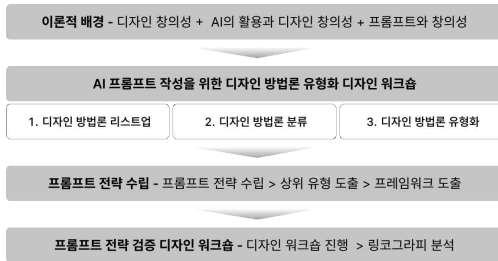 이론적 배경 - 디자인 창의성 + AI의 활용과 디자인 창의성 + 프롬프트와 창의성
AI 프롬프트 작성을 위한 디자인 방법론 유형화 디자인 워크숍
1. 디자인 방법론 리스트업
2. 디자인 방법론 분류
3. 디자인 방법론 유형화
프롬프트 전략 수립 - 프롬프트 전략 수립 > 상위 유형 도출 > 프레임워크 도출
프롬프트 전략 검증 디자인 워크숍 - 디자인 워크숍 진행 > 링코그라피 분석